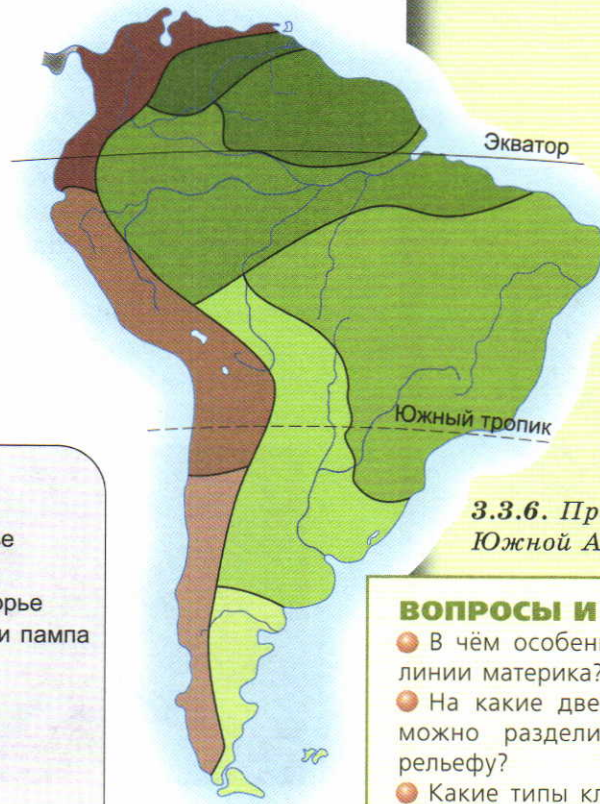 Экватор
Южный тропик
3.3.6. Пр
Южной А
е
орье
и пампа
ВОПРОСЫ И
В чём особен
линии материка?
На какие две
можно раздели
рельефу?
Какие типы кл